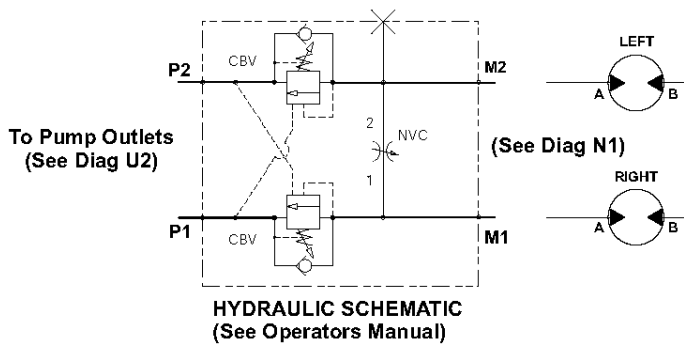 P2
CBV
M2
LEFT
A
B
To Pump Outlets
(See Diag U2)
2
NVC
1
(See Diag N1)
RIGHT
A
B
P1
CBV
M1
HYDRAULIC SCHEMATIC
(See Operators Manual)